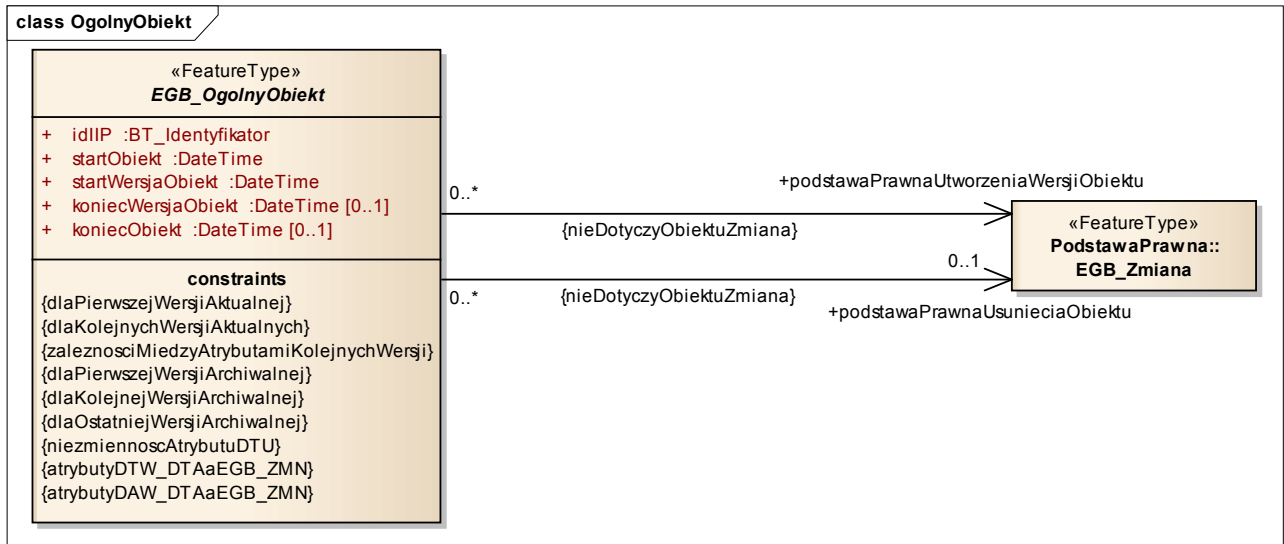 class OgolnyObiekt
«FeatureType»
EGB_OgolnyObiekt
+ idIIP :BT_Identyfikator
+ startObiekt :DateTime
+ startWersjaObiekt :DateTime
+ koniecWersjaObiekt :DateTime [0..1]
+ koniecObiekt :DateTime [0..1]
constraints
{dlaPierwszejWersjiAktualnej}
{dlaKolejnychWersjiAktualnych}
{zaleznosciMiedzyAtrybutamiKolejnychWersji}
{dlaPierwszejWersjiArchiwalnej}
{dlaKolejnejWersjiArchiwalnej}
{dlaOstatniejWersjiArchiwalnej}
{niezmiennoscAtrybutuDTU}
{atrybutyDTW_DTAaEGB_ZMN}
{atrybutyDAW_DTAaEGB_ZMN}
0..*
+podstawaPrawnaUtworzeniaWersjiObiektu
{nieDotyczyObiektuZmiana}
0..1
0..*
{nieDotyczyObiektuZmiana}
+podstawaPrawnaUsunieciaObiektu
«FeatureType»
PodstawaPrawna::
EGB_Zmiana